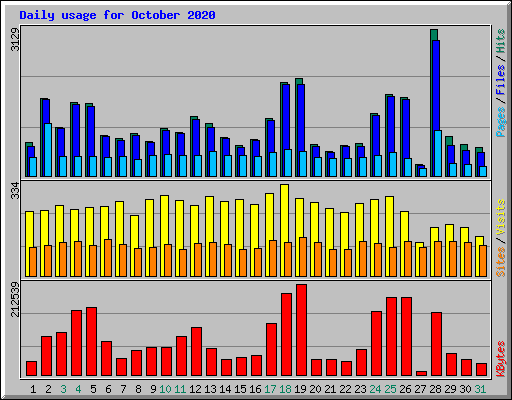 Daily usage for October 2020
3129
Pages / Files / Hits
334
Sites / Visits
212539
KBytes
1 2 3 4 5 6 7 8 9 10 11 12 13 14 15 16 17 18 19 20 21 22 23 24 25 26 27 28 29 30 31